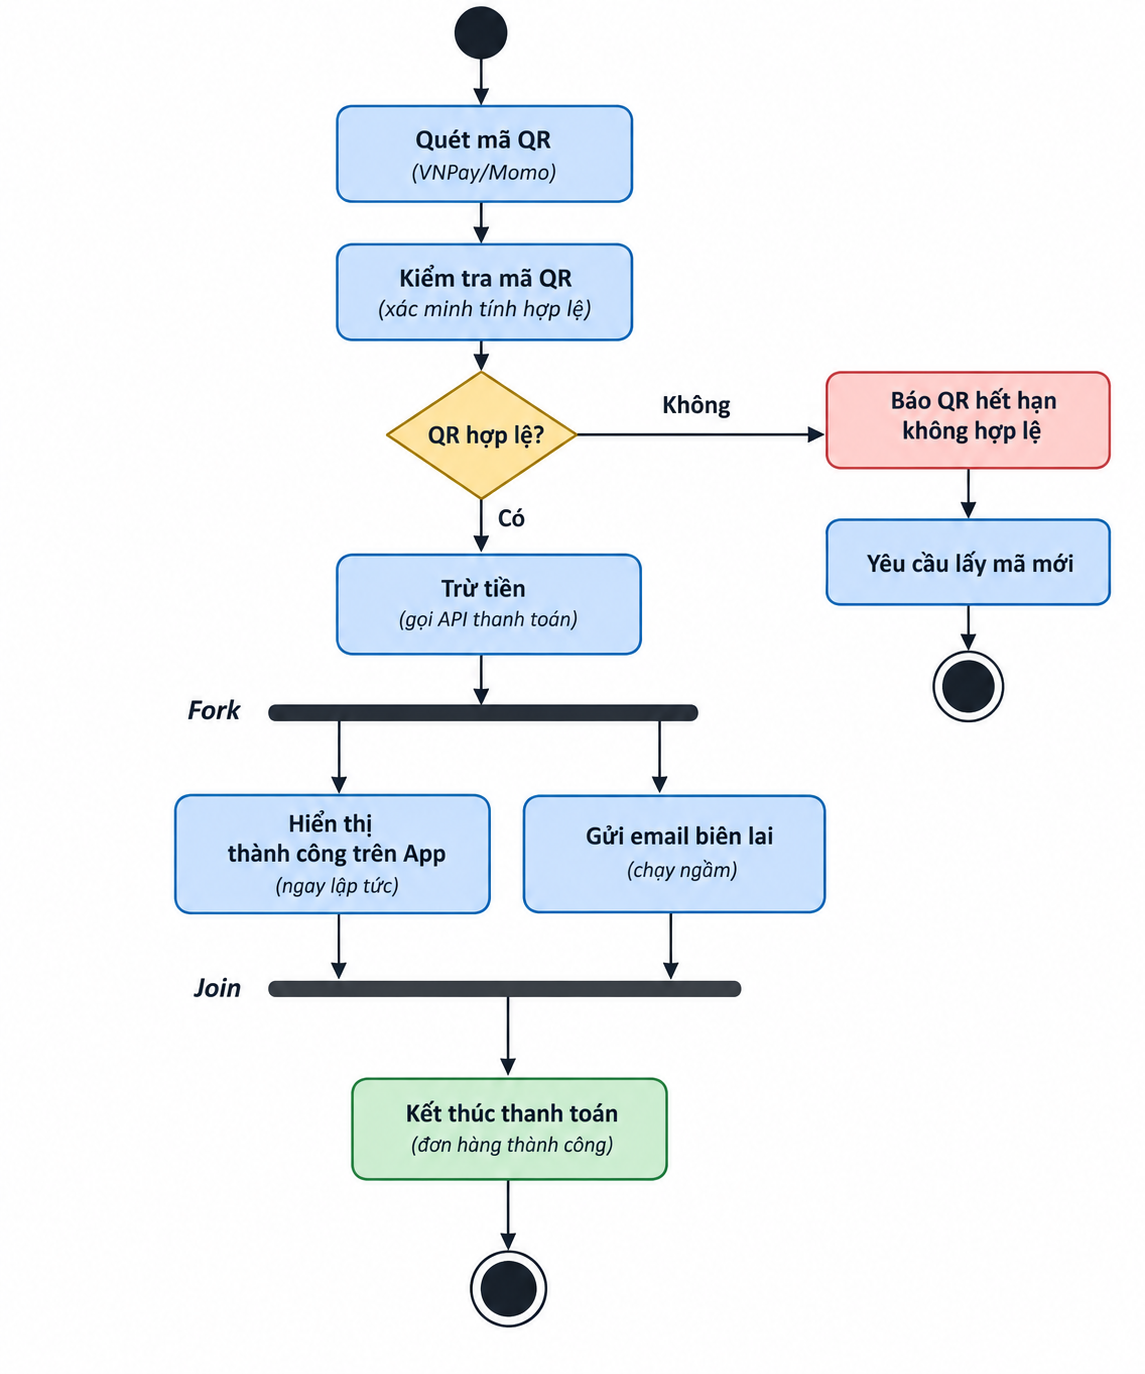 Quét mã QR
(VNPay/Momo)
Kiểm tra mã QR
(xác minh tính hợp lệ)
QR hợp lệ?
Không
Báo QR hết hạn
không hợp lệ
Có
Yêu cầu lấy mã mới
Trừ tiền
(gọi API thanh toán)
Fork
Hiển thị
thành công trên App
(ngay lập tức)
Gửi email biên lai
(chạy ngầm)
Join
Kết thúc thanh toán
(đơn hàng thành công)